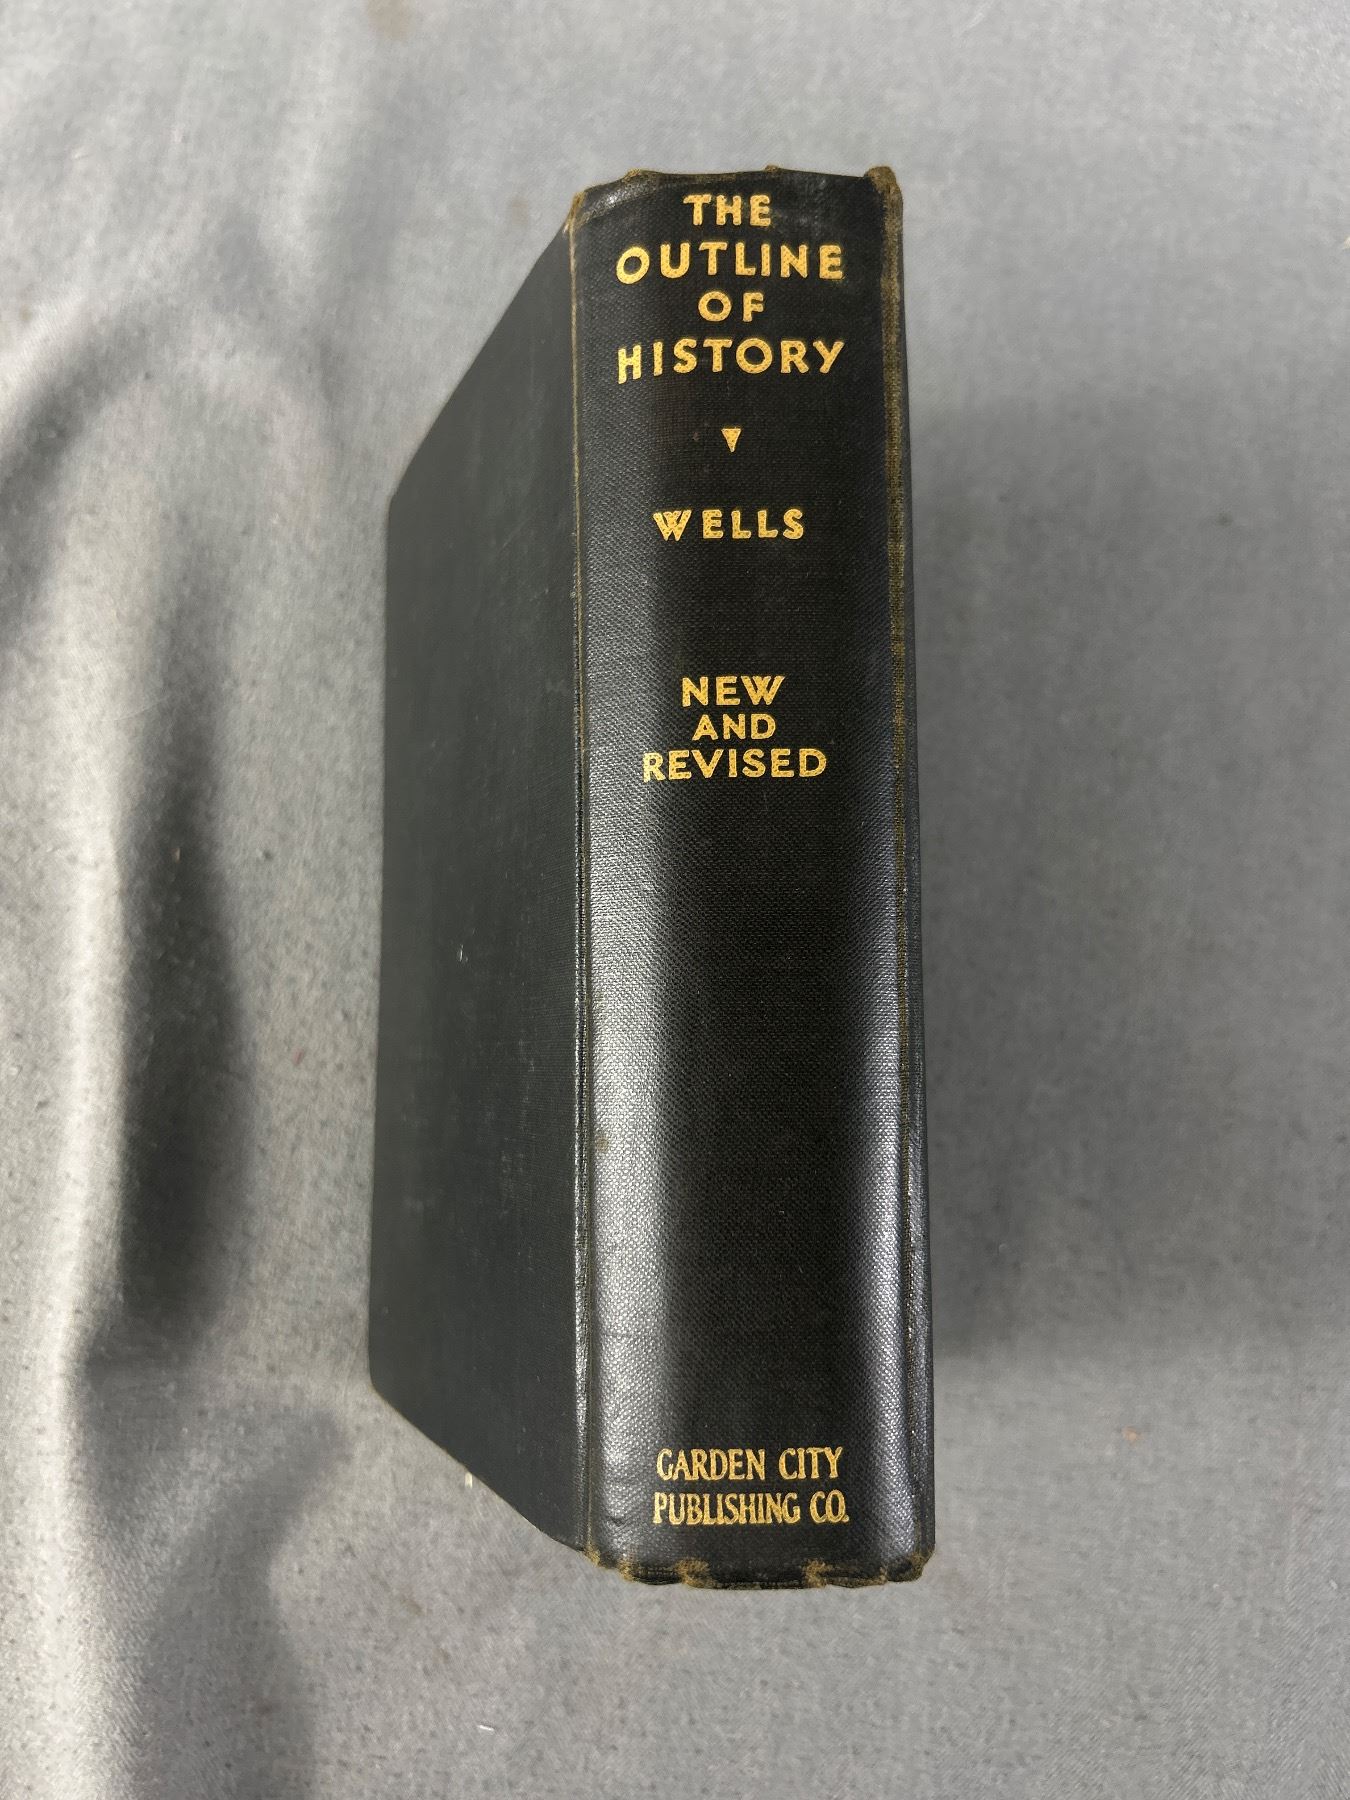 THE
OUTLINE
OF
HISTORY
WELLS
NEW
AND
REVISED
GARDEN CITY
PUBLISHING CO.